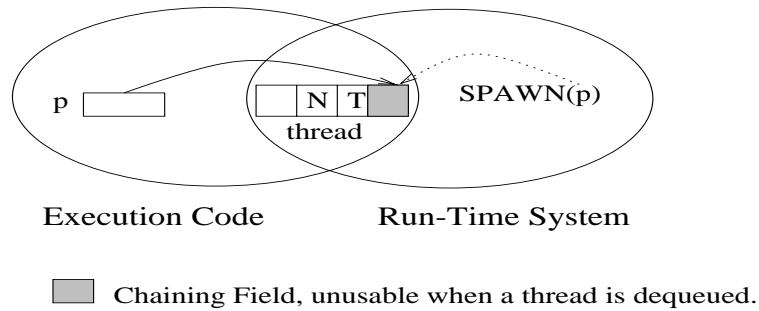 p
N T
SPAWN(p)
thread
Execution Code
Run-Time System
Chaining Field, unusable when a thread is dequeued.